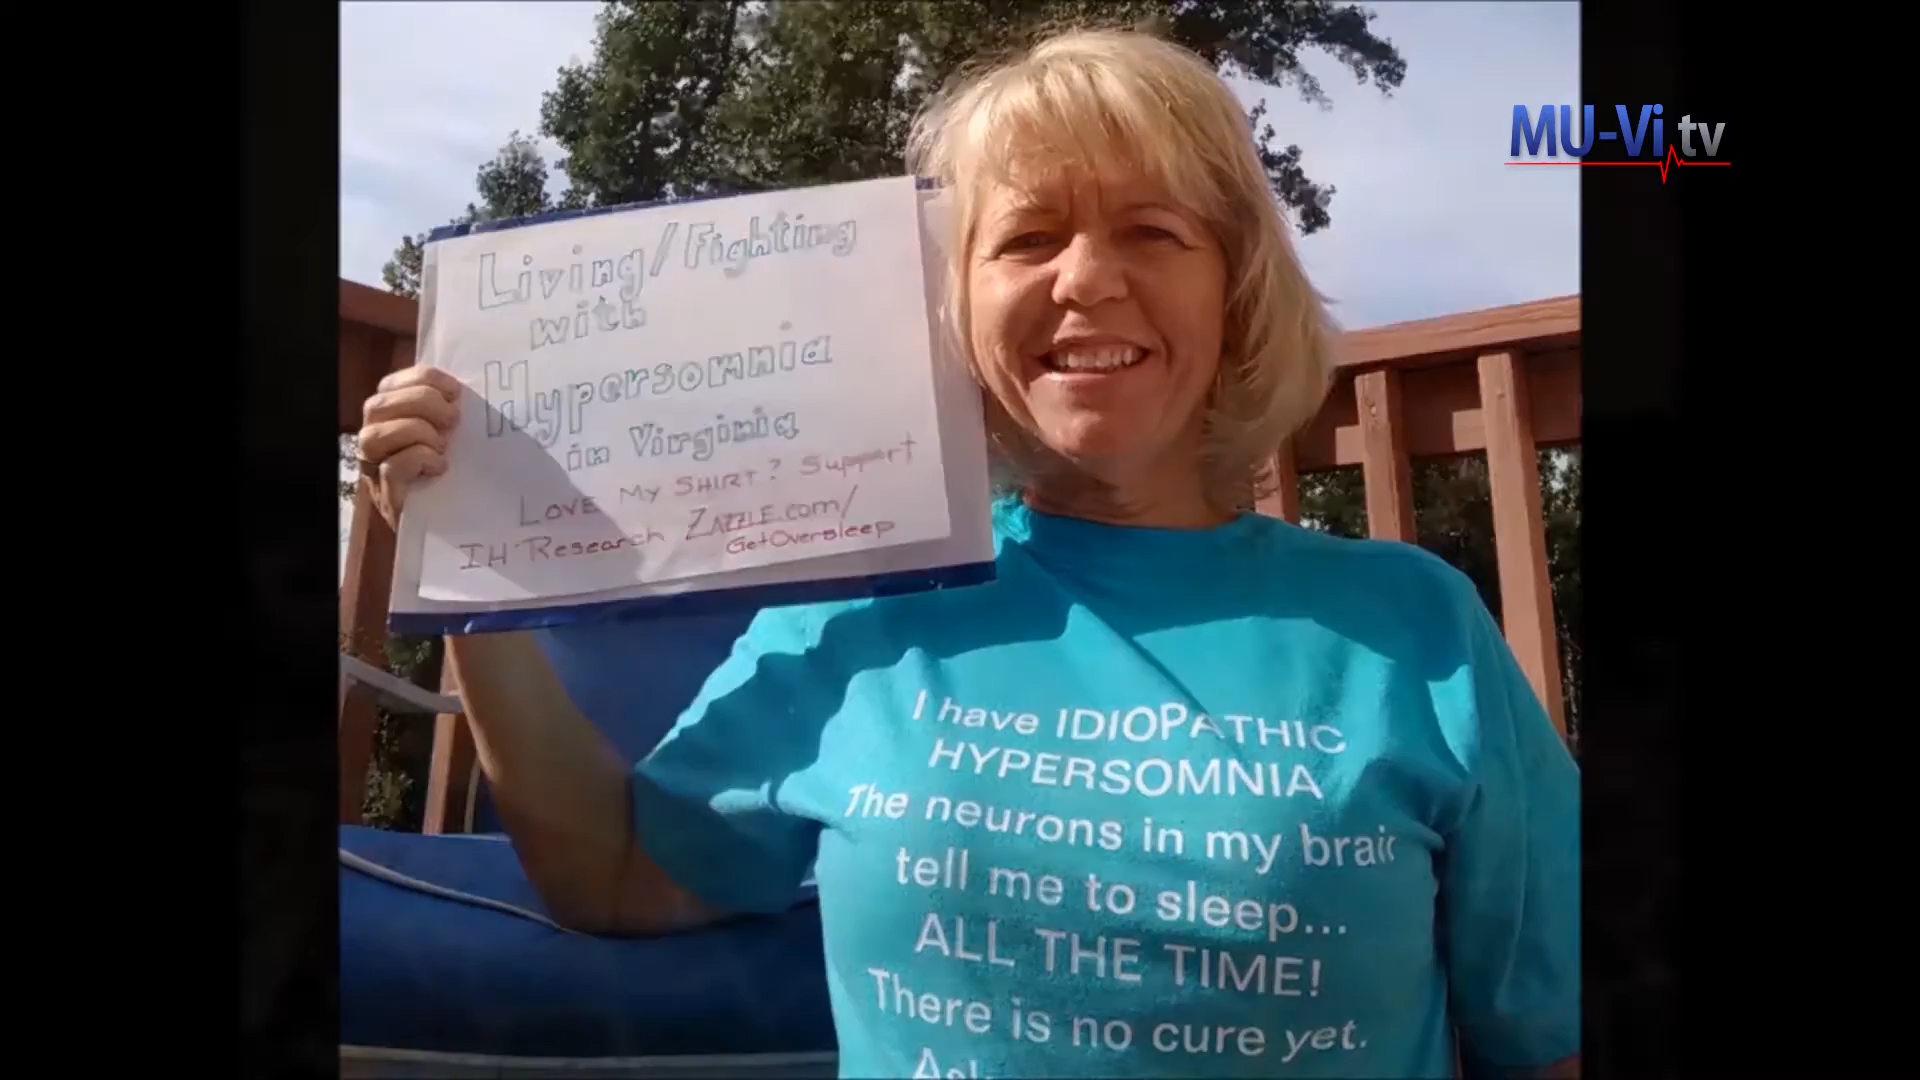 MU-Vi.tv
Living/Fighting
with
Hypersomnia
in Virginia
LOVE MY SHIRT? Support
IH Research ZAZZLE.com/
GetOversleep
I have IDIOPATHIC
HYPERSOMNIA
The neurons in my brain
tell me to sleep...
ALL THE TIME!
There is no cure yet.